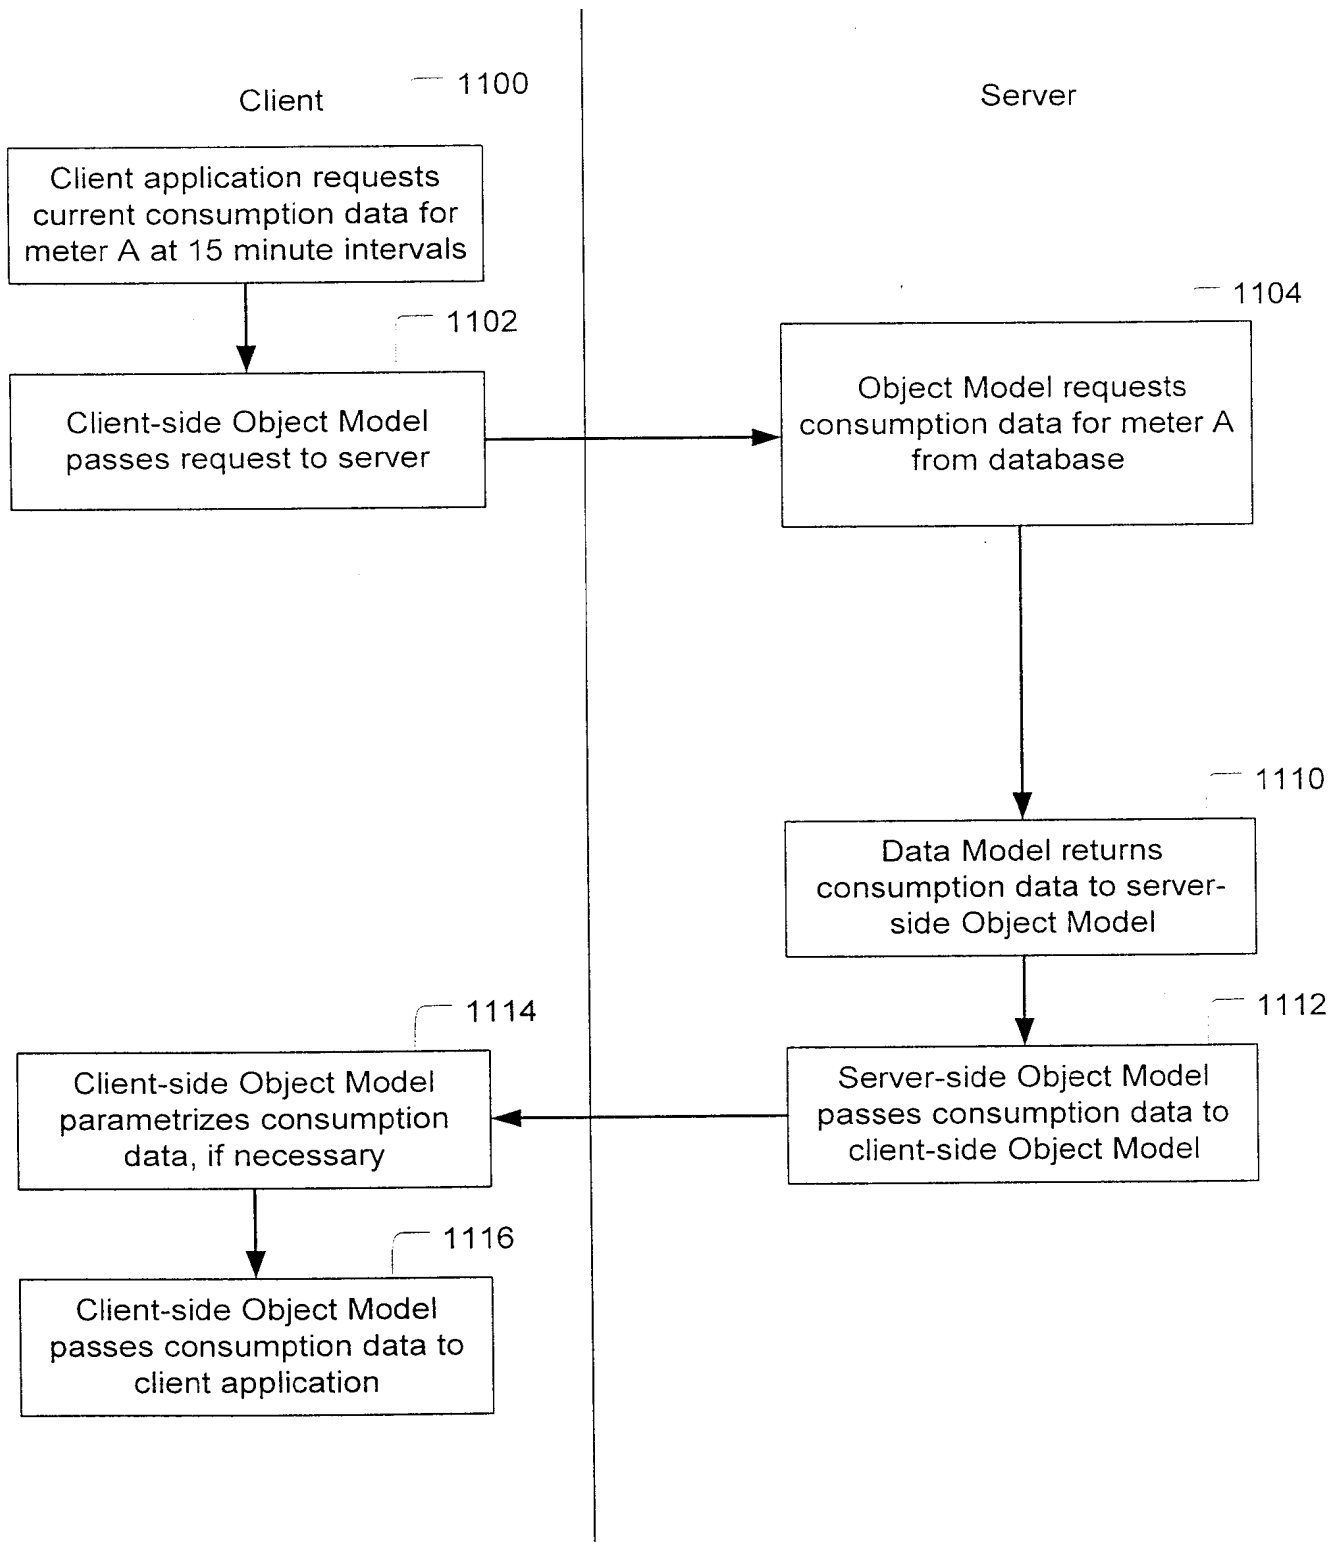 Client
1100
Server
Client application requests
current consumption data for
meter A at 15 minute intervals
1102
Client-side Object Model
passes request to server
1104
Object Model requests
consumption data for meter A
from database
1110
Data Model returns
consumption data to server-
side Object Model
1112
Server-side Object Model
passes consumption data to
client-side Object Model
1114
Client-side Object Model
parametrizes consumption
data, if necessary
1116
Client-side Object Model
passes consumption data to
client application